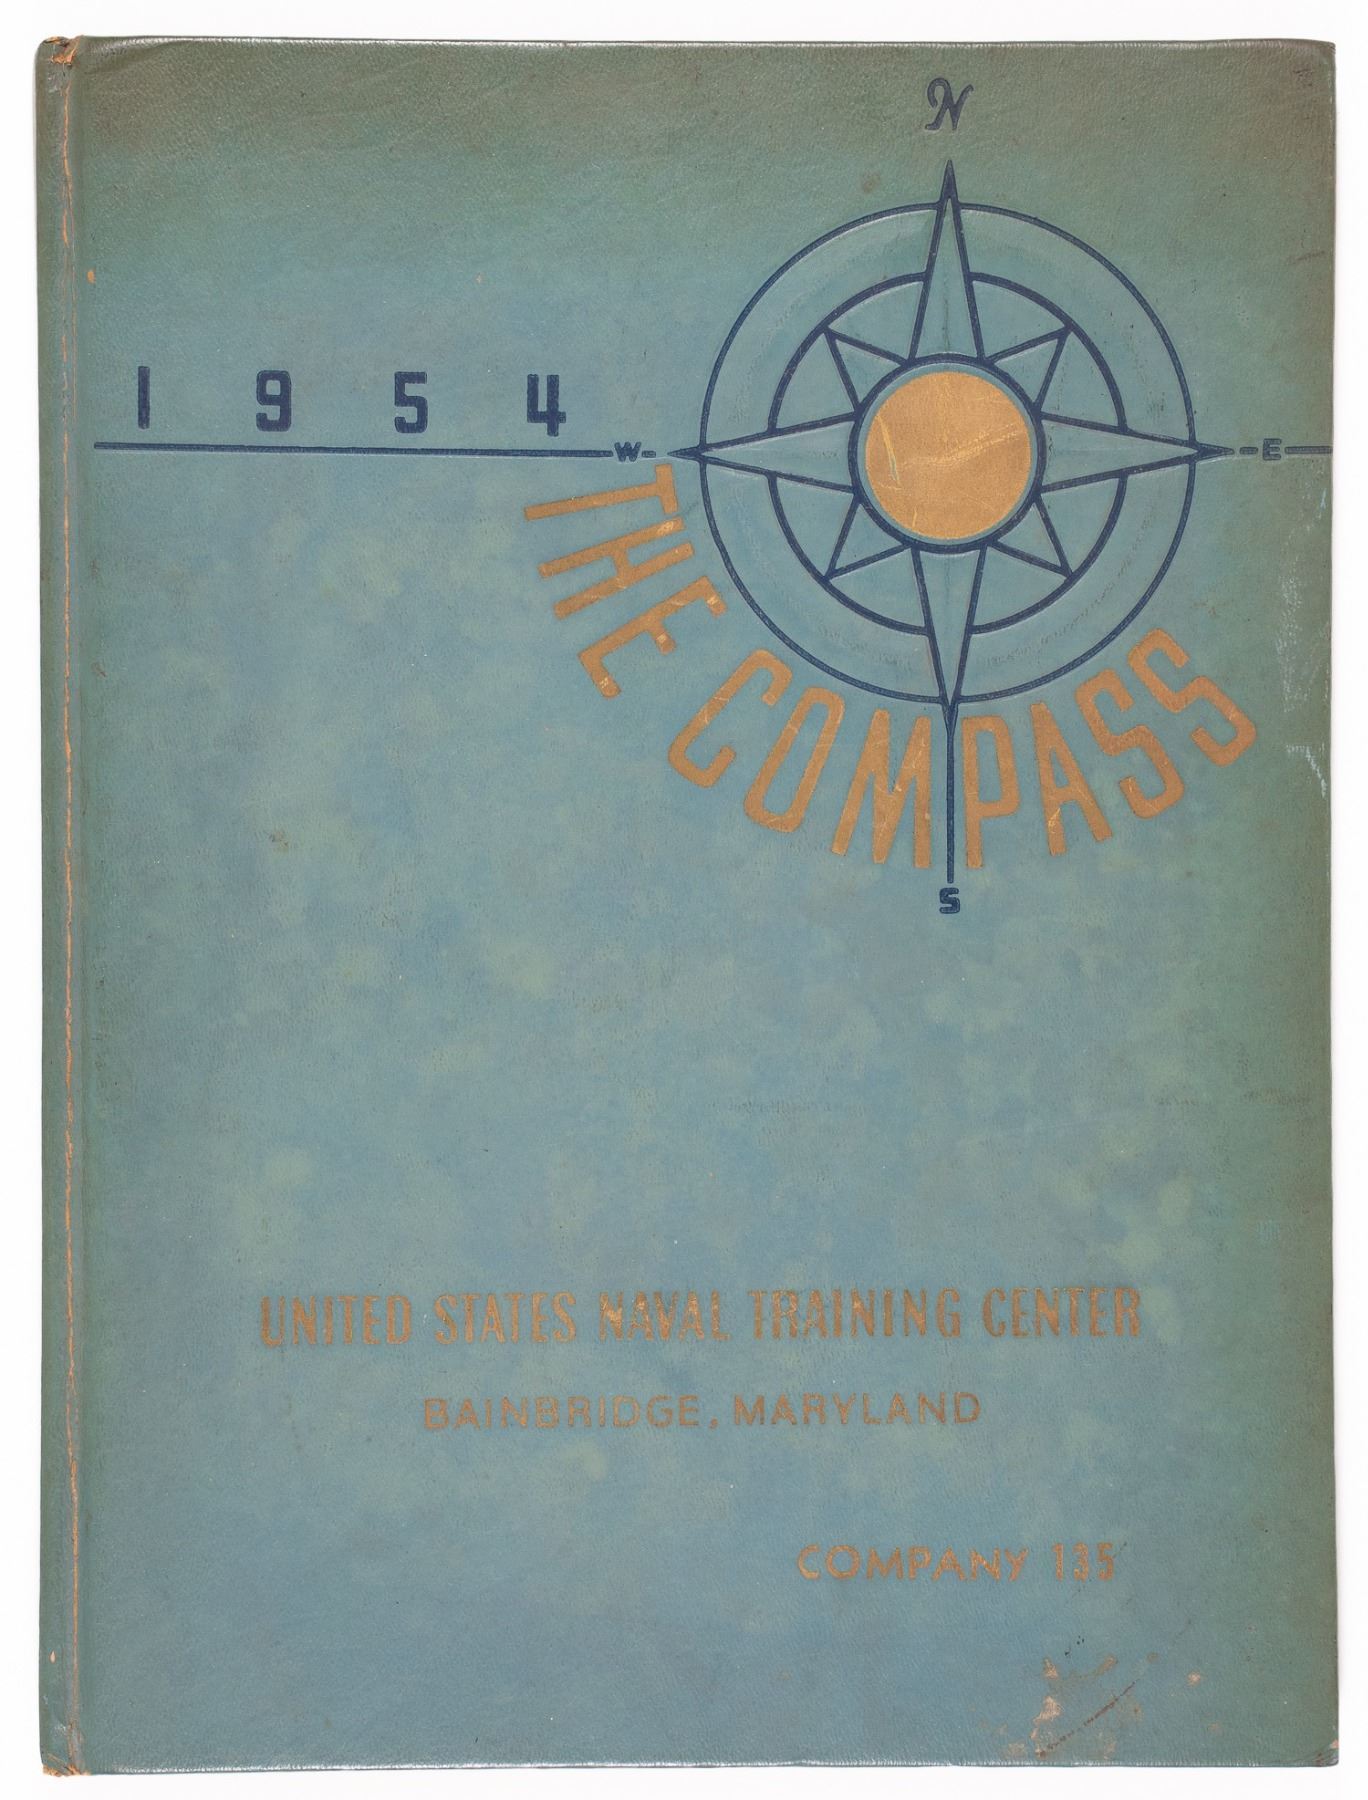 N
1954
W E
THE COMPASS
S
UNITED STATES NAVAL TRAINING CENTER
BAINBRIDGE, MARYLAND
COMPANY 135